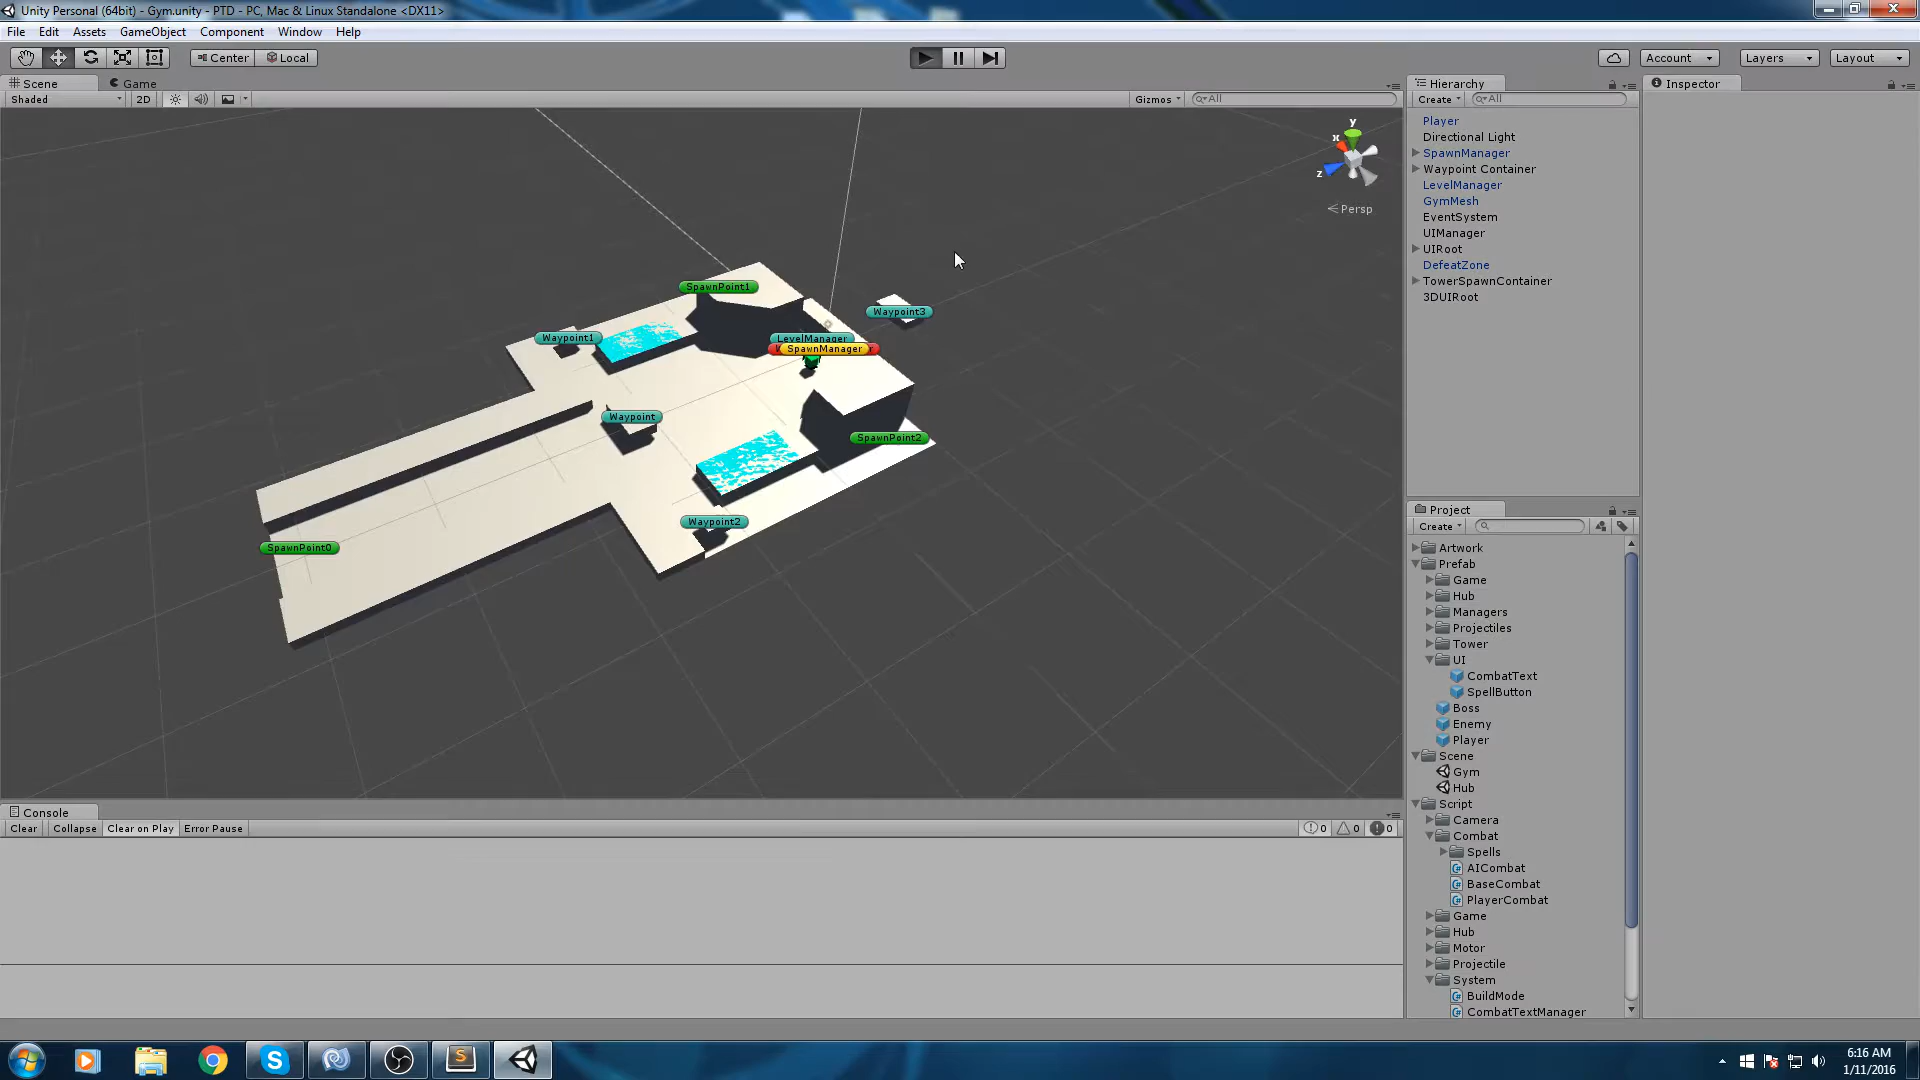 Unity Personal (64bit) - Gym.unity - PTD - PC, Mac & Linux Standalone <DX11>
File Edit Assets GameObject Component Window Help
Center Local Account Layers Layout
Scene Game
Shaded 2D Gizmos All
y
x
z
Persp
SpawnPoint1
Waypoint3
Waypoint1
LevelManager
SpawnManager
Waypoint
SpawnPoint2
Waypoint2
SpawnPoint0
Hierarchy
Create All
Player
Directional Light
SpawnManager
Waypoint Container
LevelManager
GymMesh
EventSystem
UIManager
UIRoot
DefeatZone
TowerSpawnContainer
3DUIRoot
Inspector
Project
Create
Artwork
Prefab
Game
Hub
Managers
Projectiles
Tower
UI
CombatText
SpellButton
Boss
Enemy
Player
Scene
Gym
Hub
Script
Camera
Combat
Spells
AICombat
BaseCombat
PlayerCombat
Game
Hub
Motor
Projectile
System
BuildMode
CombatTextManager
Console
Clear Collapse Clear on Play Error Pause 0 0 0
6:16 AM
1/11/2016